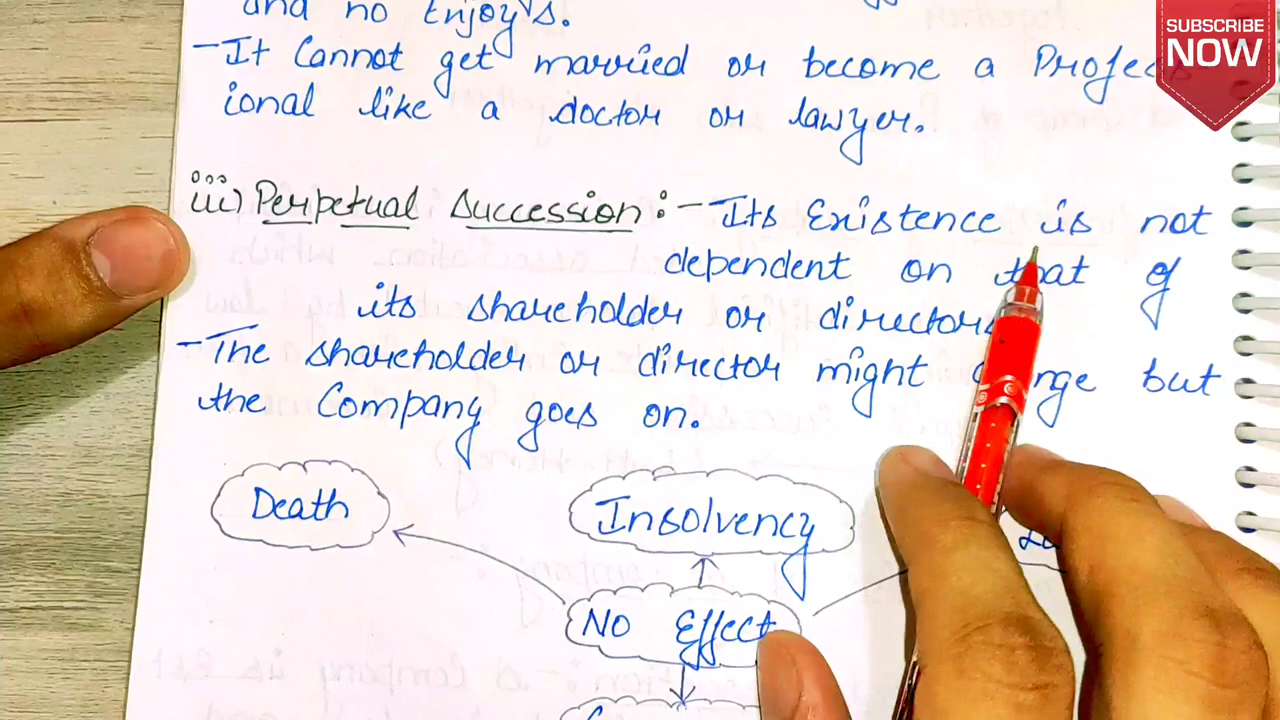 and no Enjoy's.
SUBSCRIBE
NOW
- It Cannot get married or become a Profess
ional like a doctor or lawyer.
iii) Perpetual Succession :- Its Existence is not
dependent on that of
its shareholder or directors
- The shareholder or director might change but
the Company goes on.
Death
Insolvency
No Effect